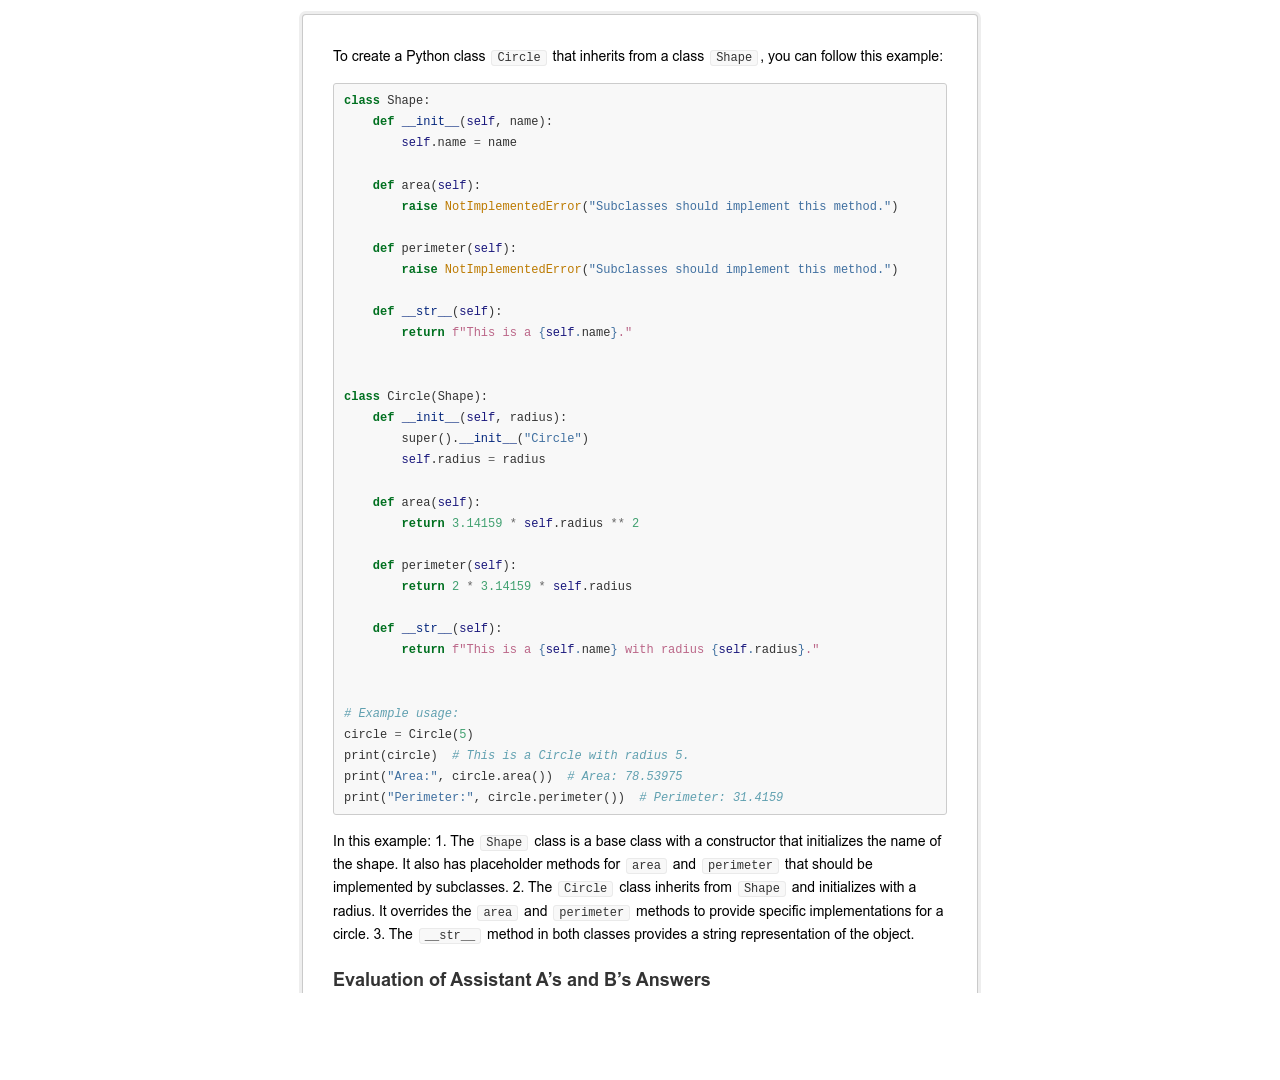 To create a Python class Circle that inherits from a class Shape, you can follow this example:
class Shape:
    def __init__(self, name):
        self.name = name

    def area(self):
        raise NotImplementedError("Subclasses should implement this method.")

    def perimeter(self):
        raise NotImplementedError("Subclasses should implement this method.")

    def __str__(self):
        return f"This is a {self.name}."


class Circle(Shape):
    def __init__(self, radius):
        super().__init__("Circle")
        self.radius = radius

    def area(self):
        return 3.14159 * self.radius ** 2

    def perimeter(self):
        return 2 * 3.14159 * self.radius

    def __str__(self):
        return f"This is a {self.name} with radius {self.radius}."


# Example usage:
circle = Circle(5)
print(circle)  # This is a Circle with radius 5.
print("Area:", circle.area())  # Area: 78.53975
print("Perimeter:", circle.perimeter())  # Perimeter: 31.4159
In this example: 1. The Shape class is a base class with a constructor that initializes the name of
the shape. It also has placeholder methods for area and perimeter that should be
implemented by subclasses. 2. The Circle class inherits from Shape and initializes with a
radius. It overrides the area and perimeter methods to provide specific implementations for a
circle. 3. The __str__ method in both classes provides a string representation of the object.
Evaluation of Assistant A’s and B’s Answers